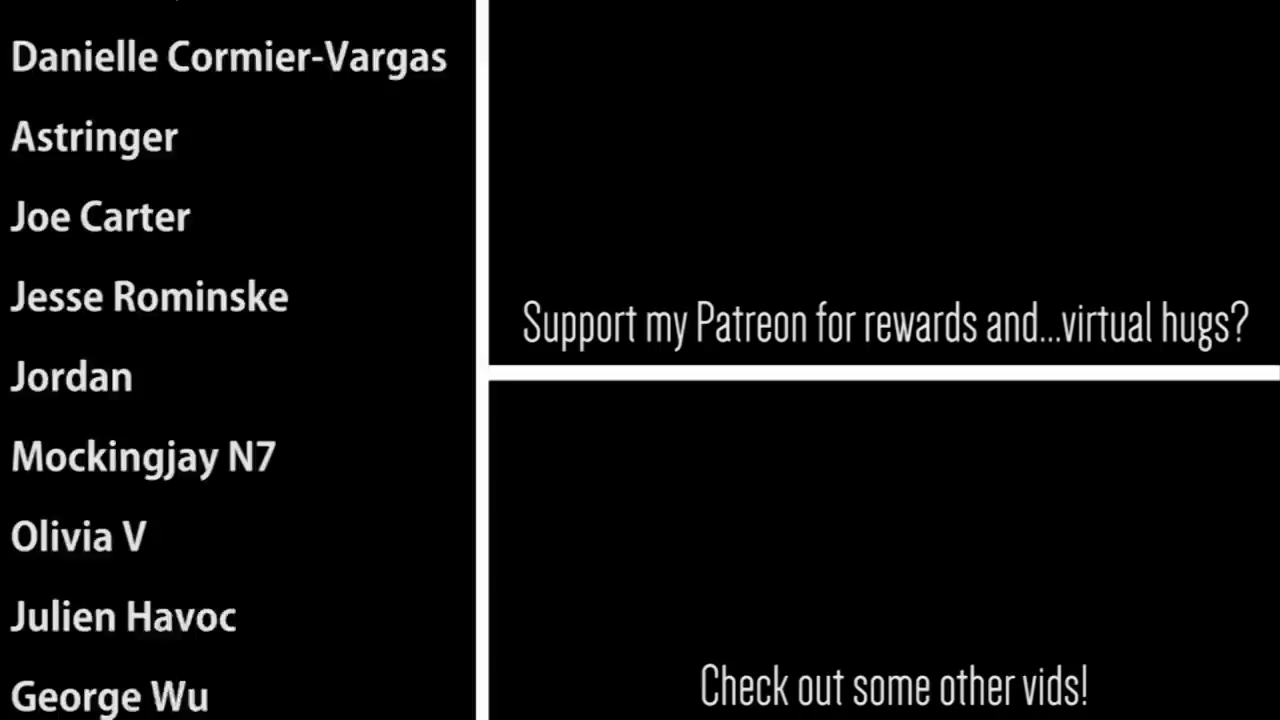 Danielle Cormier-Vargas
Astringer
Joe Carter
Jesse Rominske
Jordan
Mockingjay N7
Olivia V
Julien Havoc
George Wu
Support my Patreon for rewards and...virtual hugs?
Check out some other vids!